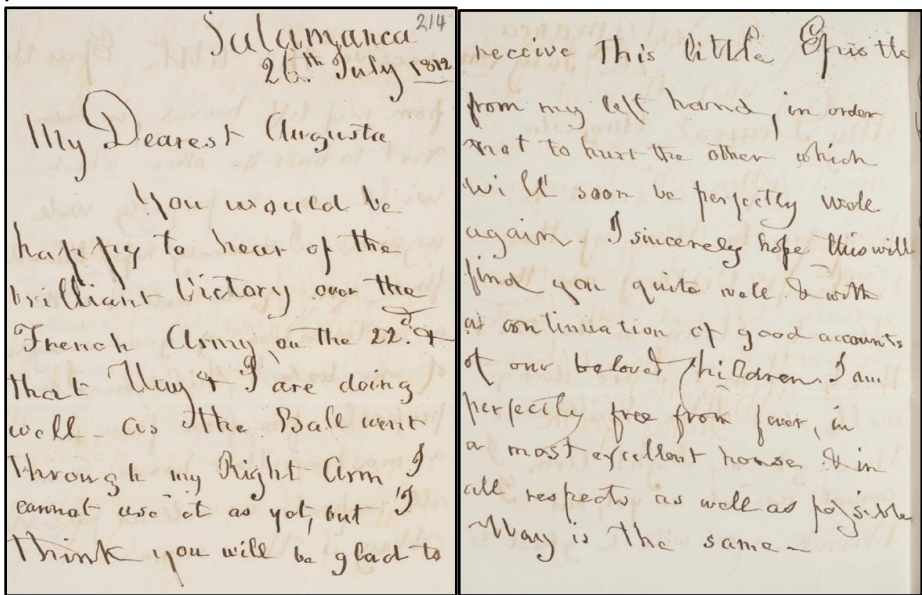 214
Salamanca
26th July 1812
My Dearest Augusta
You would be
happy to hear of the
brilliant Victory over the
French Army on the 22d. &
that Way & I are doing
well - as the Ball went
through my Right Arm I
cannot use it as yet, but I
think you will be glad to
receive this little Epistle
from my left hand, in order
not to hurt the other which
will soon be perfectly well
again. I sincerely hope this will
find you quite well & with
a continuation of good accounts
of our beloved Children. I am
perfectly free from fever, in
a most excellent house, & in
all respects as well as possible
Way is the same -